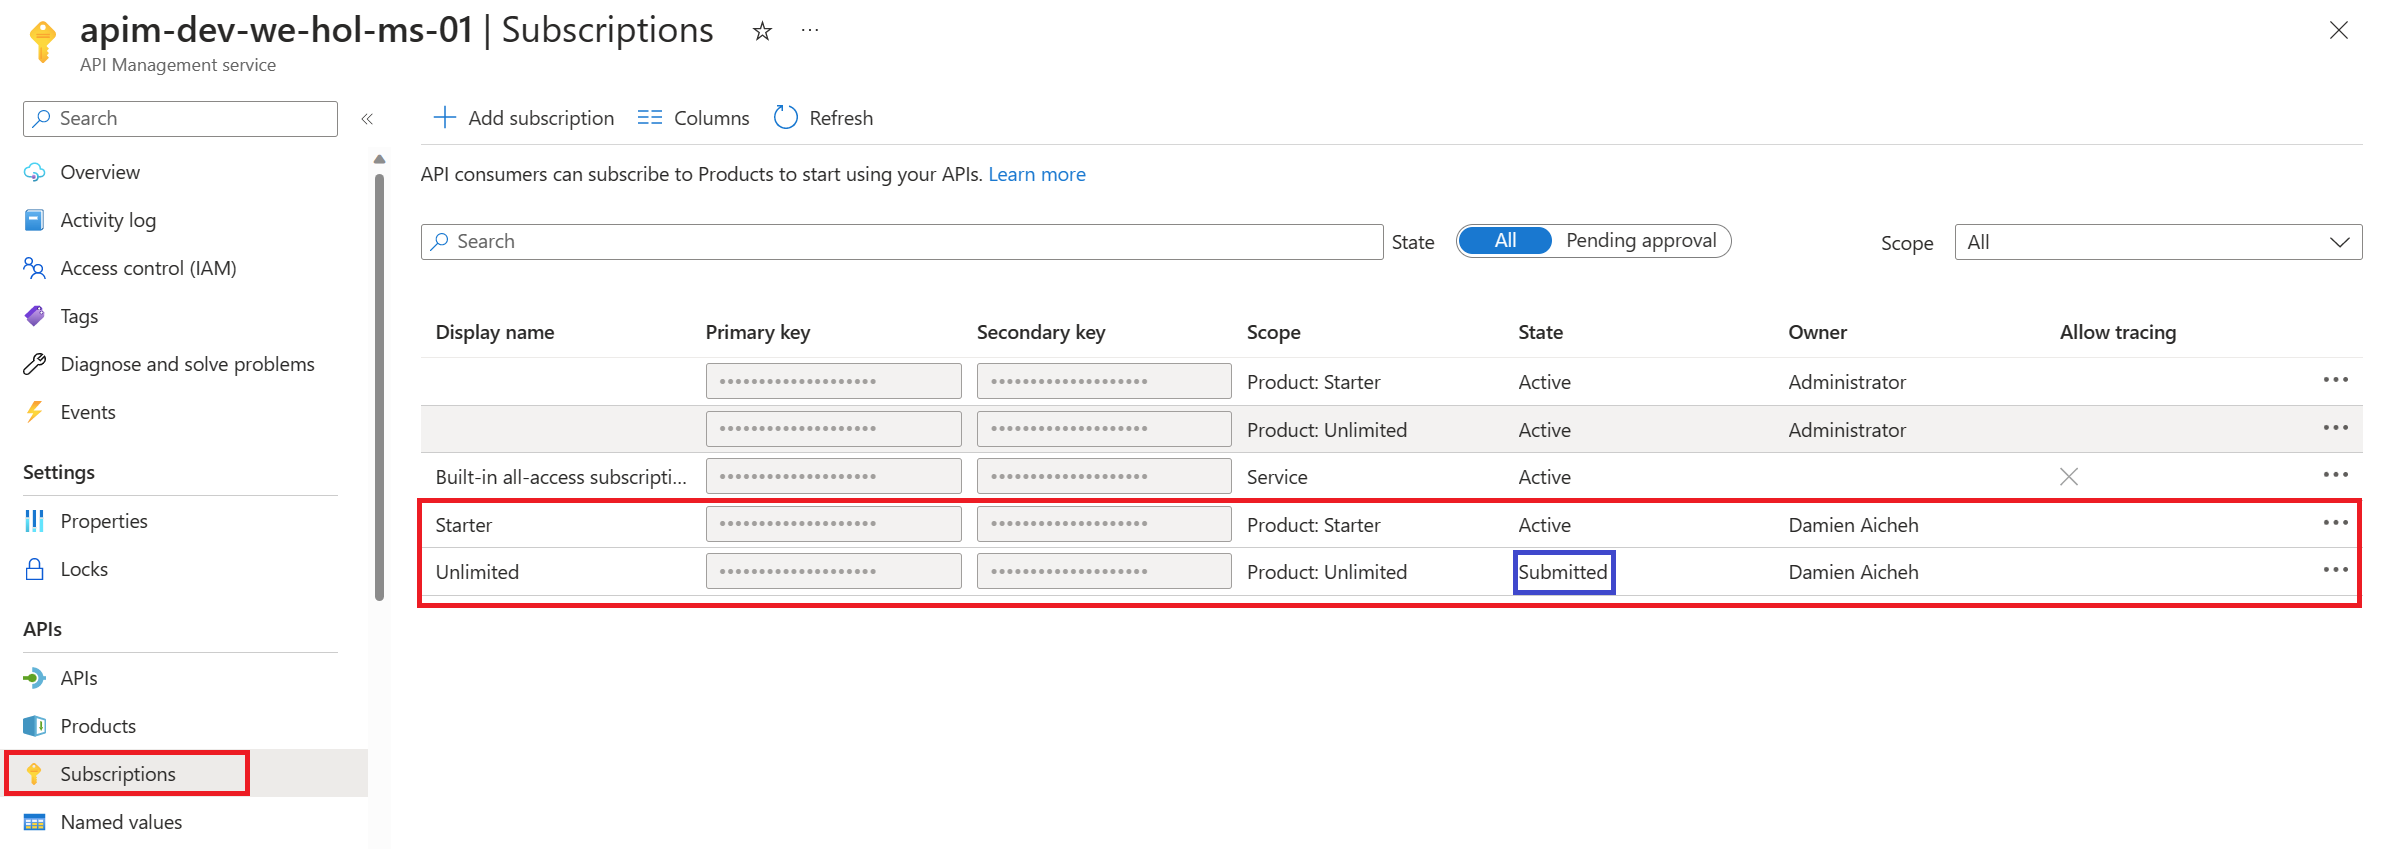 apim-dev-we-hol-ms-01 | Subscriptions ☆ ···
API Management service
Search «
Overview
Activity log
Access control (IAM)
Tags
Diagnose and solve problems
Events
Settings
Properties
Locks
APIs
APIs
Products
Subscriptions
Named values
Add subscription Columns Refresh
API consumers can subscribe to Products to start using your APIs. Learn more
Search State All Pending approval Scope All
Display name Primary key Secondary key Scope State Owner Allow tracing
•••••••••••••••••••• •••••••••••••••••••• Product: Starter Active Administrator •••
•••••••••••••••••••• •••••••••••••••••••• Product: Unlimited Active Administrator •••
Built-in all-access subscripti... •••••••••••••••••••• •••••••••••••••••••• Service Active •••
Starter •••••••••••••••••••• •••••••••••••••••••• Product: Starter Active Damien Aicheh •••
Unlimited •••••••••••••••••••• •••••••••••••••••••• Product: Unlimited Submitted Damien Aicheh •••